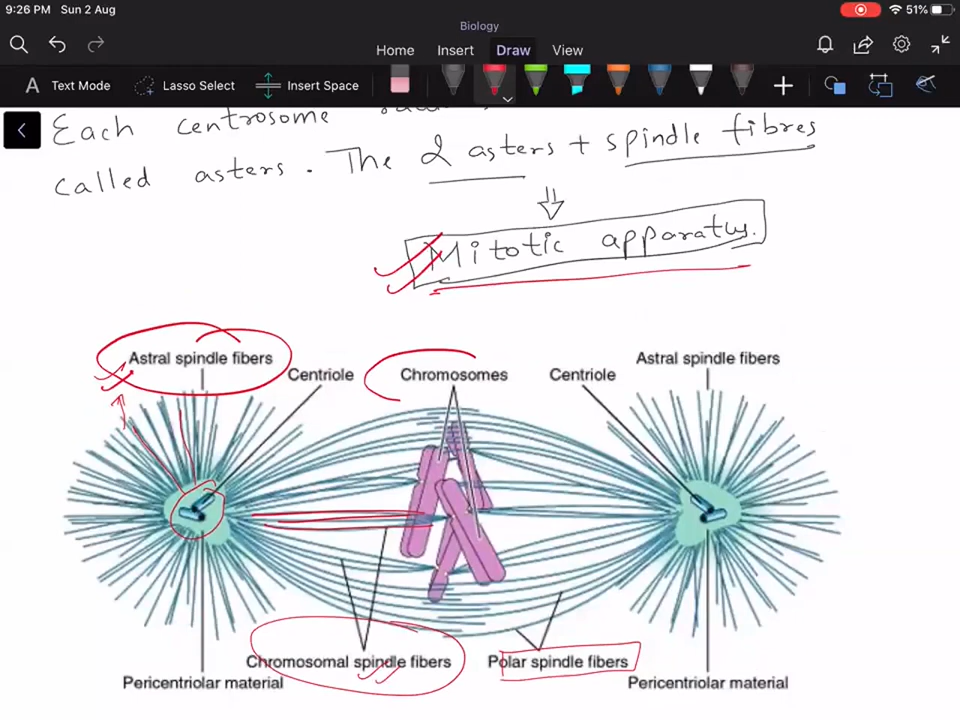 9:26 PM Sun 2 Aug 51%
Biology
Home Insert Draw View
A Text Mode Lasso Select Insert Space
Each centrosome
called asters. The 2 asters + spindle fibres
Mitotic apparatus.
Astral spindle fibers Centriole Chromosomes Centriole Astral spindle fibers
Chromosomal spindle fibers Polar spindle fibers
Pericentriolar material Pericentriolar material